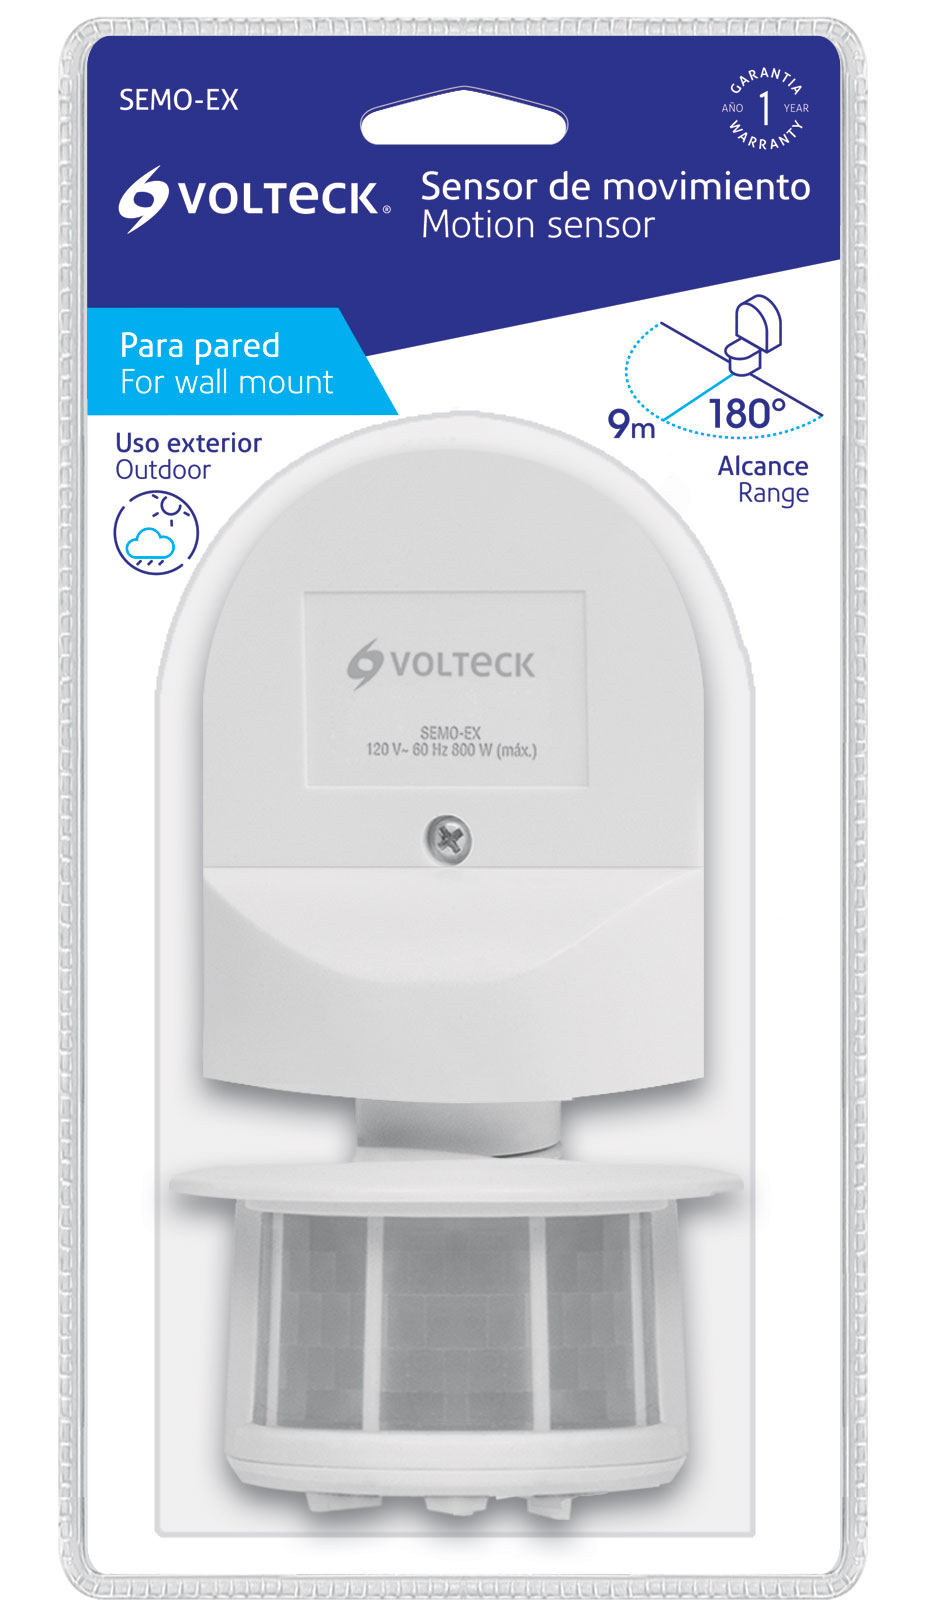 SEMO-EX
GARANTIA
AÑO 1 YEAR
WARRANTY
VOLTECK®
Sensor de movimiento
Motion sensor
Para pared
For wall mount
9m
180°
Alcance
Range
Uso exterior
Outdoor
VOLTECK
SEMO-EX
120 V~ 60 Hz 800 W (máx.)